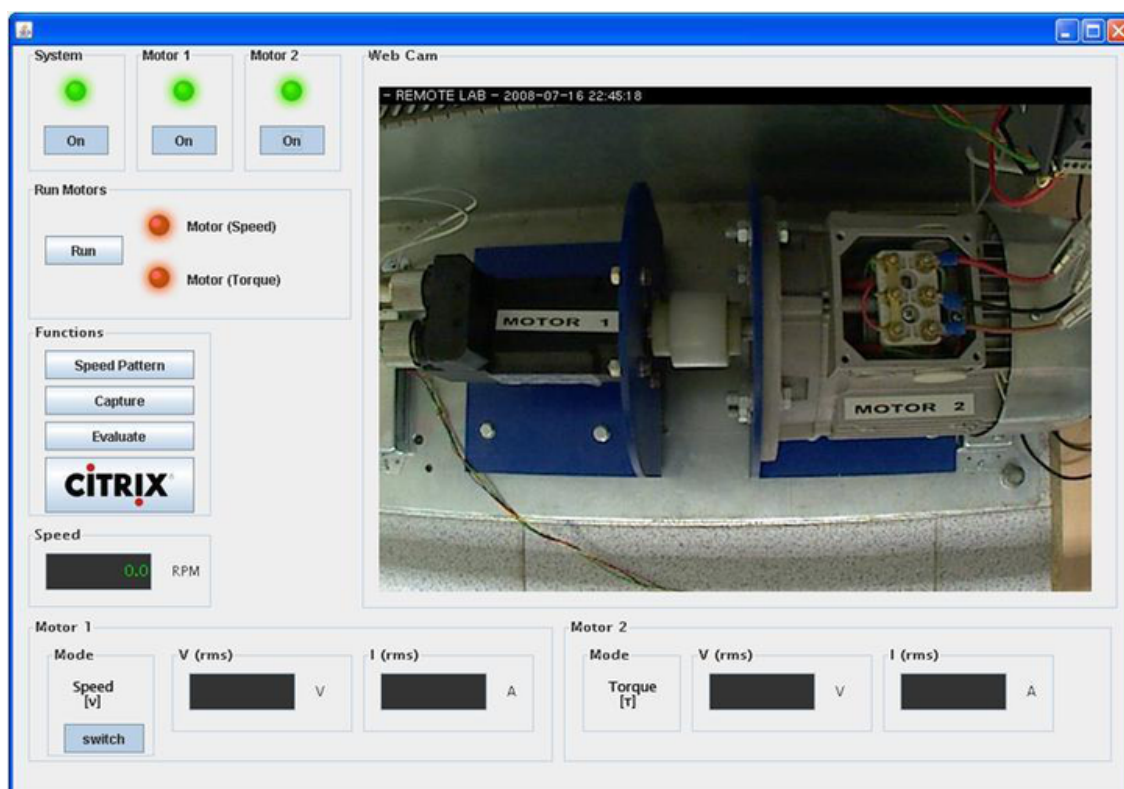 System
Motor 1
Motor 2
On
On
On
Run Motors
Run
Motor (Speed)
Motor (Torque)
Functions
Speed Pattern
Capture
Evaluate
CİTRİX
Speed
0.0 RPM
Web Cam
- REMOTE LAB - 2008-07-16 22:45:18
MOTOR 1
MOTOR 2
Motor 1
Mode
Speed
[v]
switch
V (rms)
V
I (rms)
A
Motor 2
Mode
Torque
[τ]
V (rms)
V
I (rms)
A